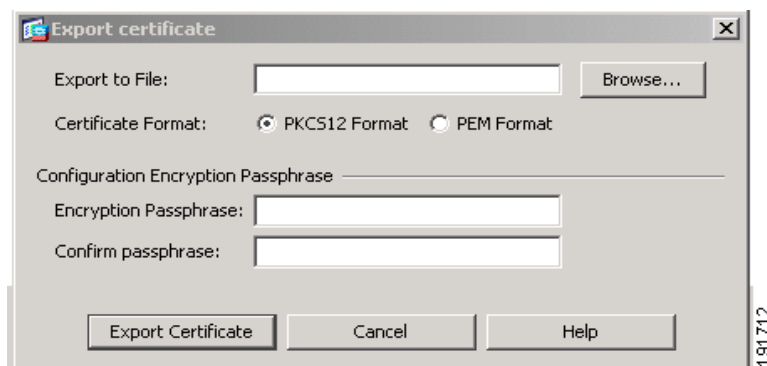 Export certificate
Export to File: Browse...
Certificate Format: PKCS12 Format PEM Format
Configuration Encryption Passphrase
Encryption Passphrase:
Confirm passphrase:
Export Certificate Cancel Help
191712